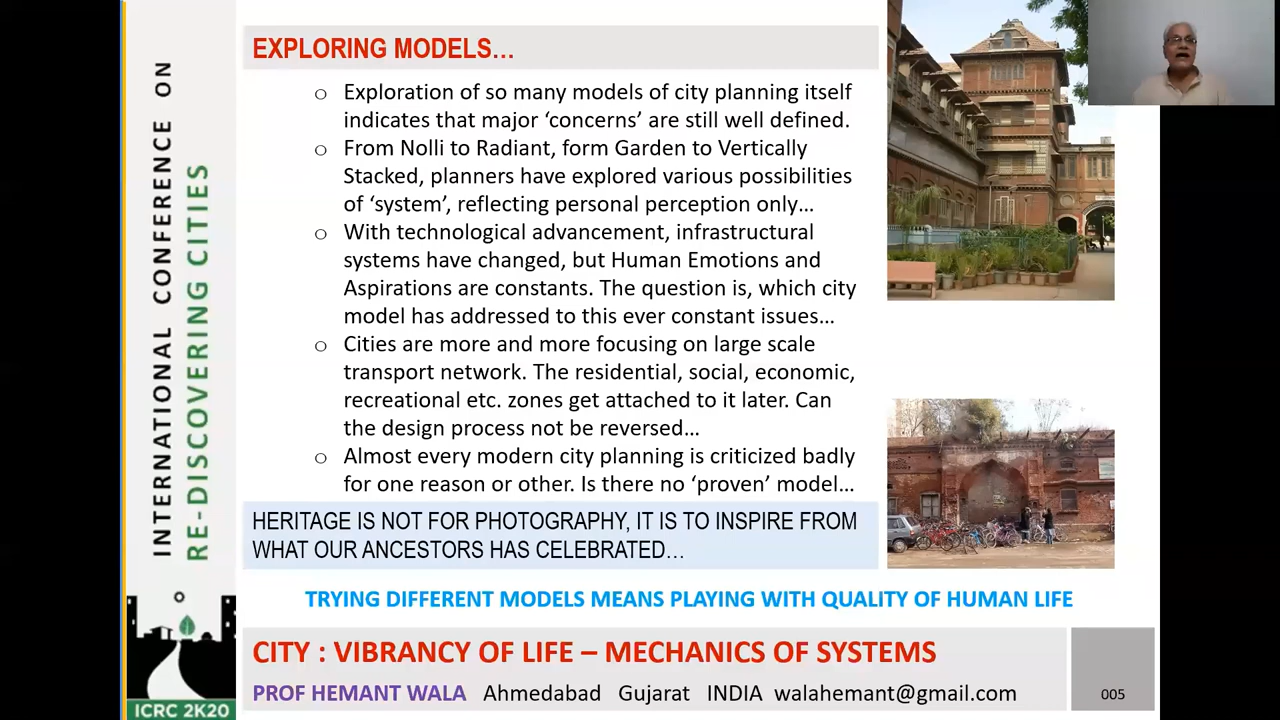 INTERNATIONAL CONFERENCE ON
RE-DISCOVERING CITIES
ICRC 2K20
EXPLORING MODELS…
o Exploration of so many models of city planning itself
indicates that major ‘concerns’ are still well defined.
o From Nolli to Radiant, form Garden to Vertically
Stacked, planners have explored various possibilities
of ‘system’, reflecting personal perception only…
o With technological advancement, infrastructural
systems have changed, but Human Emotions and
Aspirations are constants. The question is, which city
model has addressed to this ever constant issues…
o Cities are more and more focusing on large scale
transport network. The residential, social, economic,
recreational etc. zones get attached to it later. Can
the design process not be reversed…
o Almost every modern city planning is criticized badly
for one reason or other. Is there no ‘proven’ model…
HERITAGE IS NOT FOR PHOTOGRAPHY, IT IS TO INSPIRE FROM
WHAT OUR ANCESTORS HAS CELEBRATED…
TRYING DIFFERENT MODELS MEANS PLAYING WITH QUALITY OF HUMAN LIFE
CITY : VIBRANCY OF LIFE – MECHANICS OF SYSTEMS
PROF HEMANT WALA Ahmedabad Gujarat INDIA walahemant@gmail.com
005